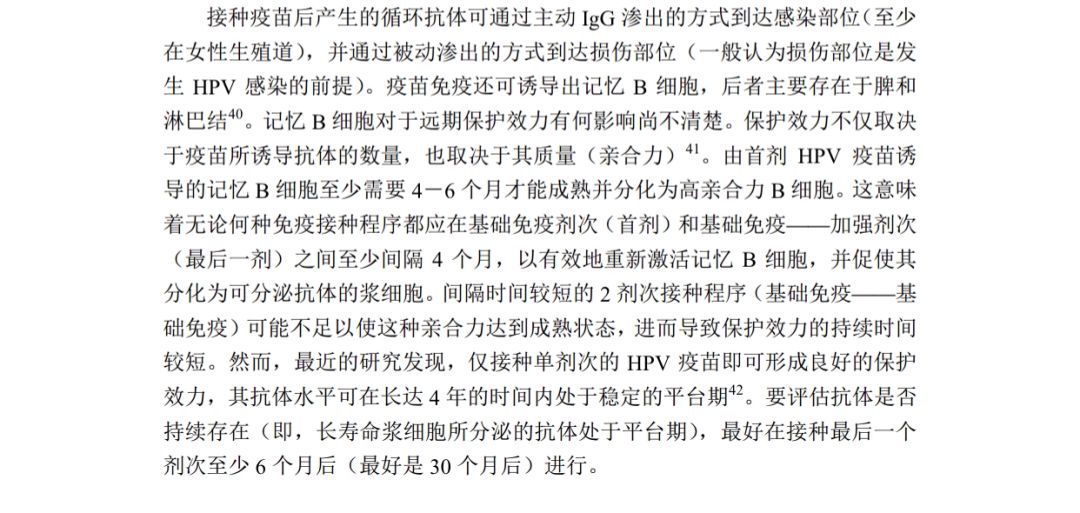 接种疫苗后产生的循环抗体可通过主动 IgG 渗出的方式到达感染部位（至少
在女性生殖道），并通过被动渗出的方式到达损伤部位（一般认为损伤部位是发
生 HPV 感染的前提）。疫苗免疫还可诱导出记忆 B 细胞，后者主要存在于脾和
淋巴结40。记忆 B 细胞对于远期保护效力有何影响尚不清楚。保护效力不仅取决
于疫苗所诱导抗体的数量，也取决于其质量（亲合力）41。由首剂 HPV 疫苗诱
导的记忆 B 细胞至少需要 4－6 个月才能成熟并分化为高亲合力 B 细胞。这意味
着无论何种免疫接种程序都应在基础免疫剂次（首剂）和基础免疫——加强剂次
（最后一剂）之间至少间隔 4 个月，以有效地重新激活记忆 B 细胞，并促使其
分化为可分泌抗体的浆细胞。间隔时间较短的 2 剂次接种程序（基础免疫——基
础免疫）可能不足以使这种亲合力达到成熟状态，进而导致保护效力的持续时间
较短。然而，最近的研究发现，仅接种单剂次的 HPV 疫苗即可形成良好的保护
效力，其抗体水平可在长达 4 年的时间内处于稳定的平台期42。要评估抗体是否
持续存在（即，长寿命浆细胞所分泌的抗体处于平台期），最好在接种最后一个
剂次至少 6 个月后（最好是 30 个月后）进行。